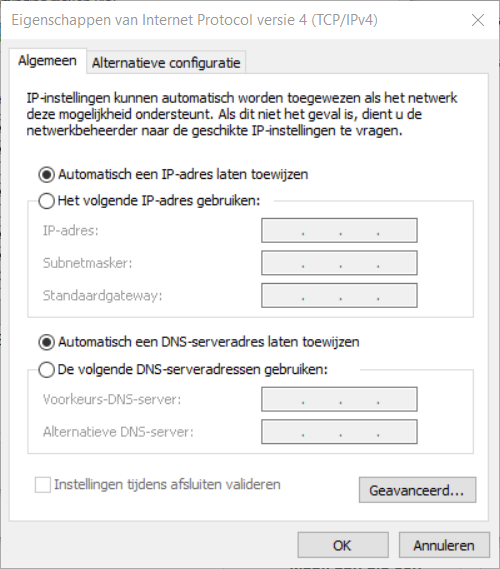 Eigenschappen van Internet Protocol versie 4 (TCP/IPv4)
Algemeen
Alternatieve configuratie
IP-instellingen kunnen automatisch worden toegewezen als het netwerk
deze mogelijkheid ondersteunt. Als dit niet het geval is, dient u de
netwerkbeheerder naar de geschikte IP-instellingen te vragen.
Automatisch een IP-adres laten toewijzen
Het volgende IP-adres gebruiken:
IP-adres:
Subnetmasker:
Standaardgateway:
Automatisch een DNS-serveradres laten toewijzen
De volgende DNS-serveradressen gebruiken:
Voorkeurs-DNS-server:
Alternatieve DNS-server:
Instellingen tijdens afsluiten valideren
Geavanceerd...
OK
Annuleren